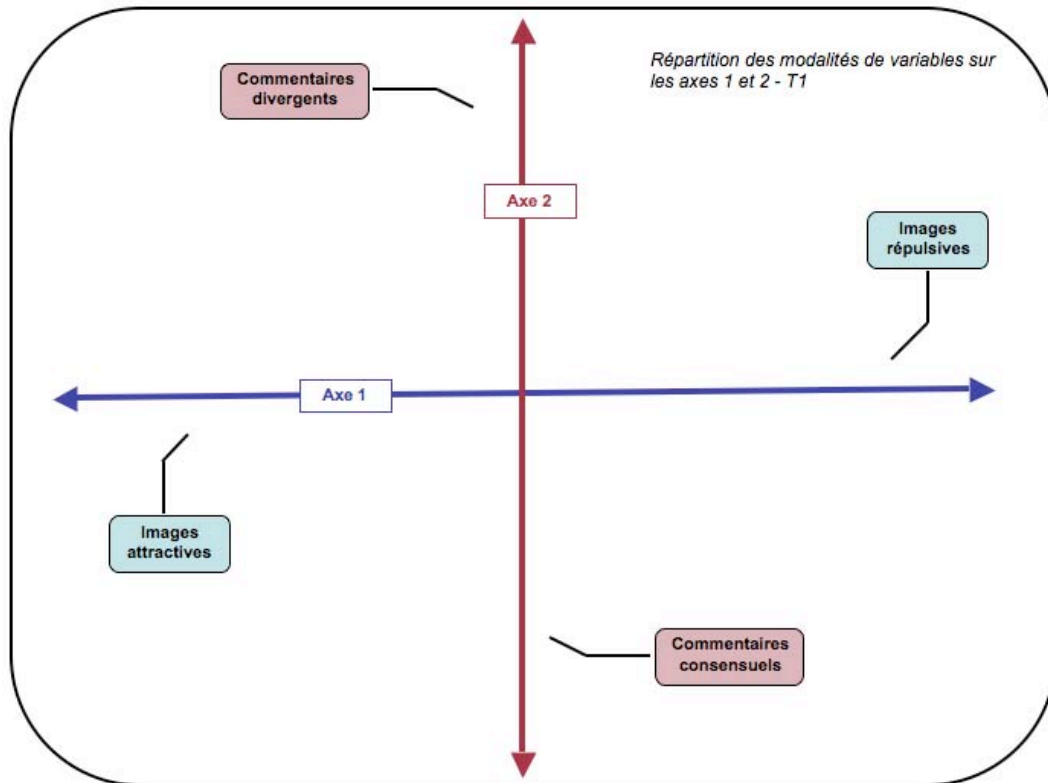 Répartition des modalités de variables sur
les axes 1 et 2 - T1
Commentaires
divergents
Axe 2
Images
répulsives
Axe 1
Images
attractives
Commentaires
consensuels